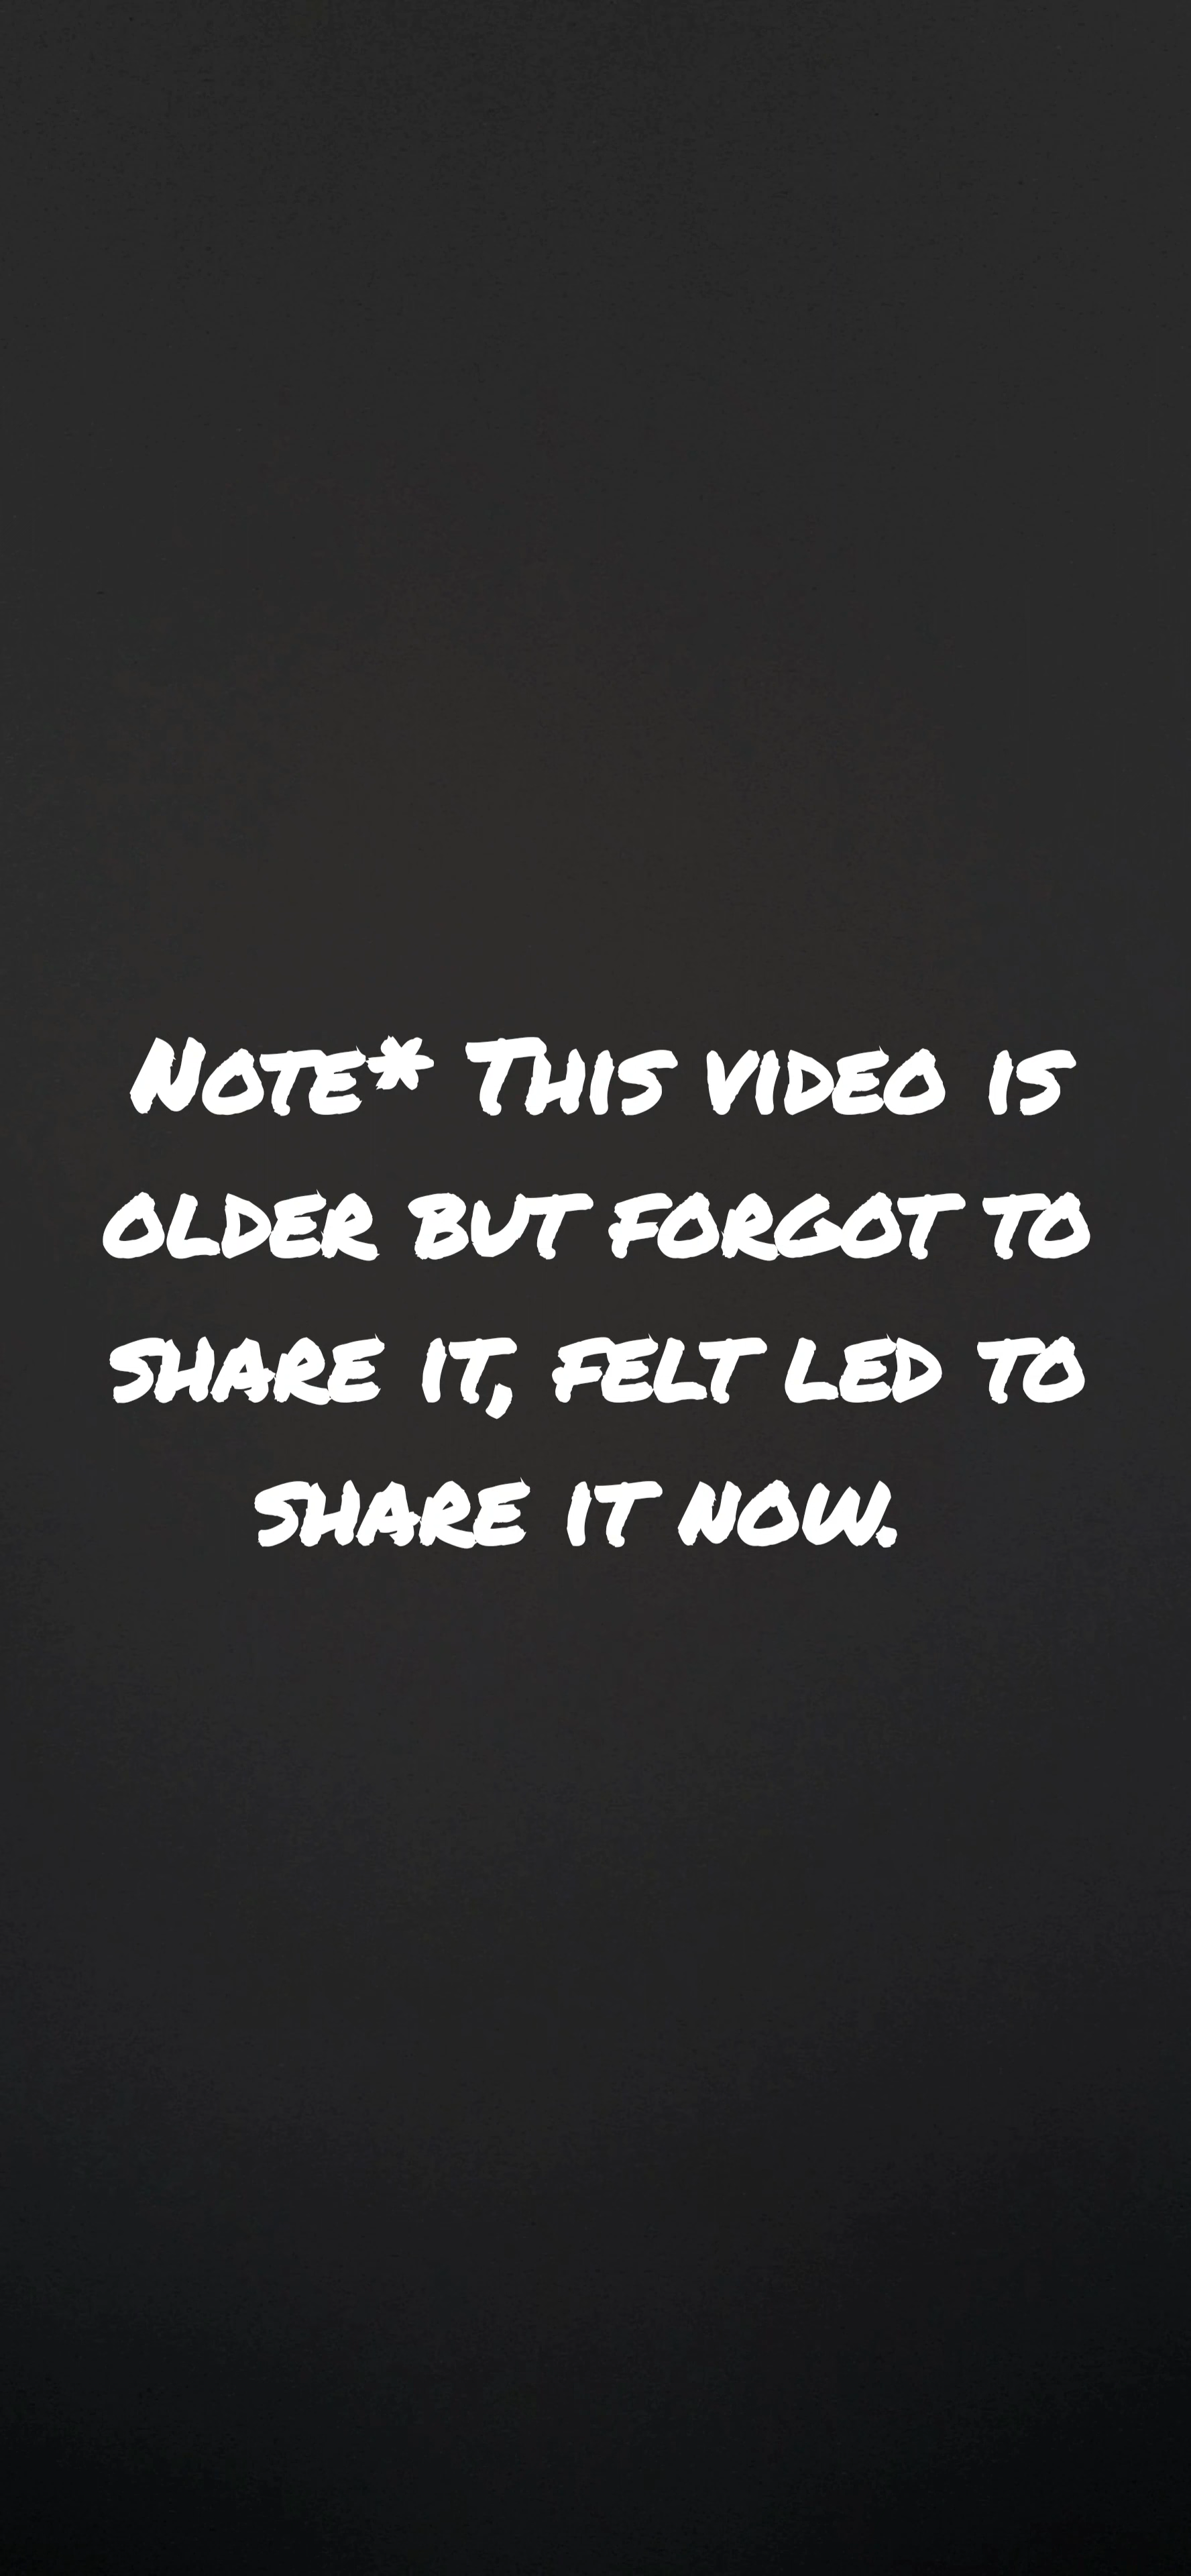 Note* This video is
older but forgot to
share it, felt led to
share it now.